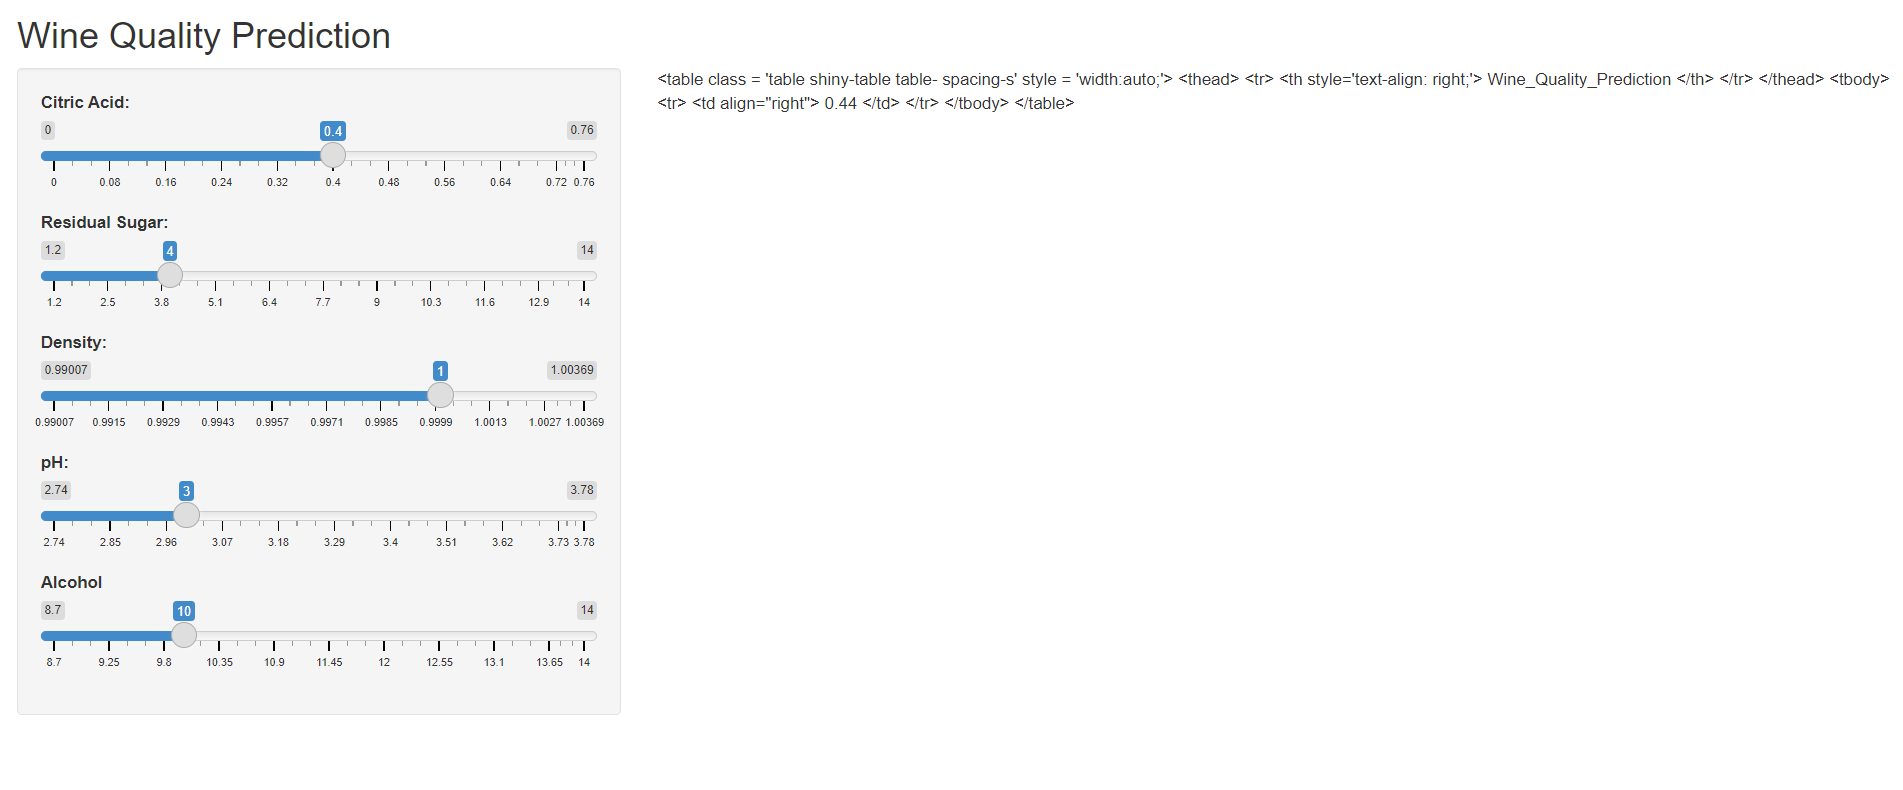 Wine Quality Prediction
Citric Acid:
0 0.4 0.76
0 0.08 0.16 0.24 0.32 0.4 0.48 0.56 0.64 0.72 0.76
Residual Sugar:
1.2 4 14
1.2 2.5 3.8 5.1 6.4 7.7 9 10.3 11.6 12.9 14
Density:
0.99007 1 1.00369
0.99007 0.9915 0.9929 0.9943 0.9957 0.9971 0.9985 0.9999 1.0013 1.0027 1.00369
pH:
2.74 3 3.78
2.74 2.85 2.96 3.07 3.18 3.29 3.4 3.51 3.62 3.73 3.78
Alcohol
8.7 10 14
8.7 9.25 9.8 10.35 10.9 11.45 12 12.55 13.1 13.65 14
<table class = 'table shiny-table table- spacing-s' style = 'width:auto;'> <thead> <tr> <th style='text-align: right;'> Wine_Quality_Prediction </th> </tr> </thead> <tbody>
<tr> <td align="right"> 0.44 </td> </tr> </tbody> </table>